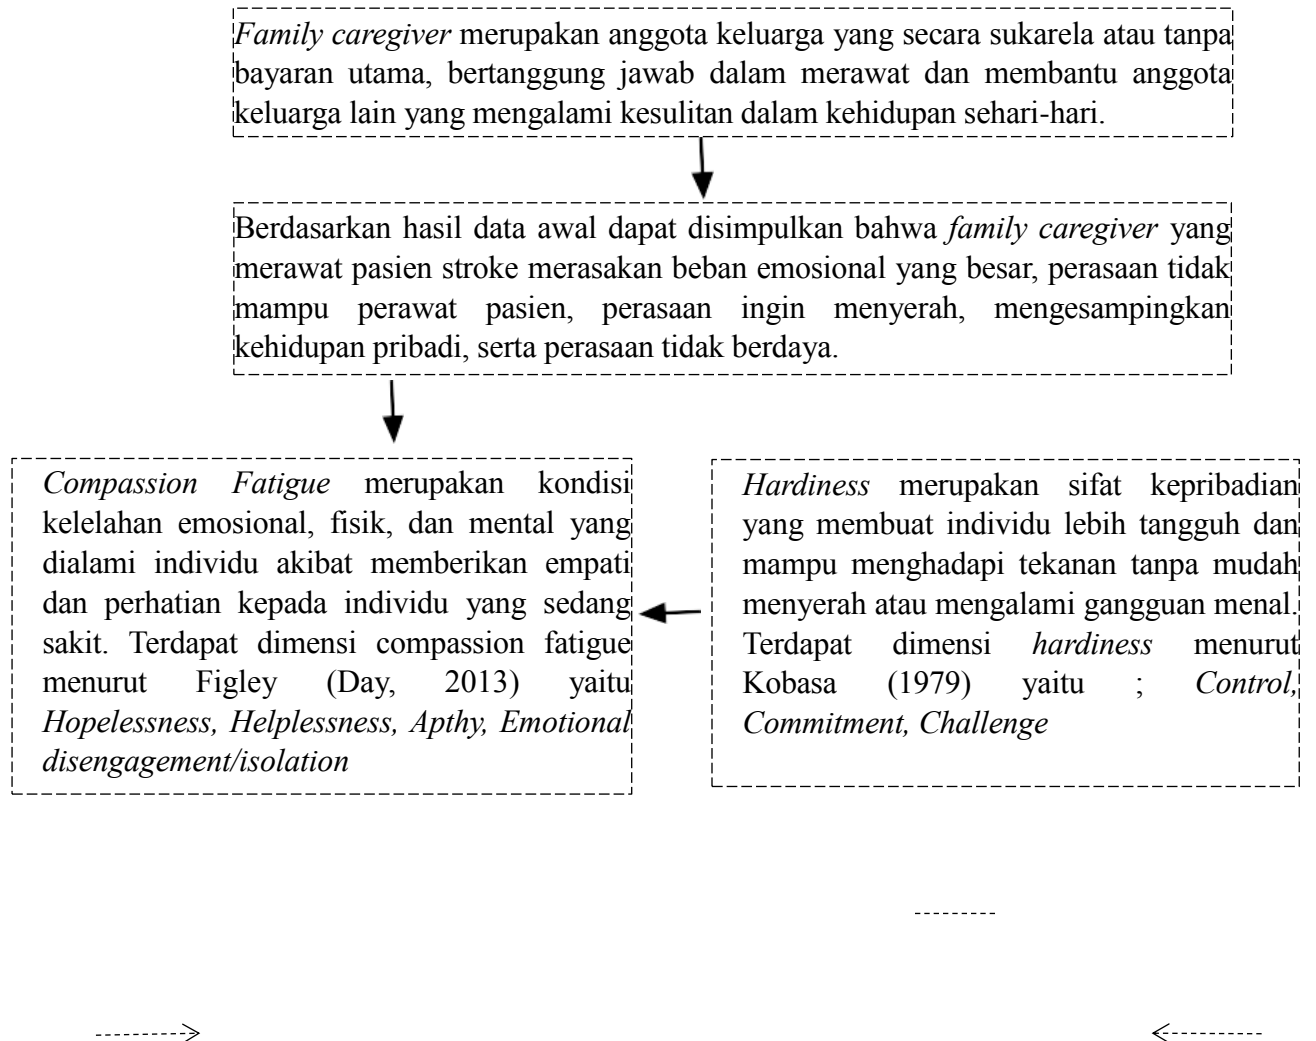 Family caregiver merupakan anggota keluarga yang secara sukarela atau tanpa
bayaran utama, bertanggung jawab dalam merawat dan membantu anggota
keluarga lain yang mengalami kesulitan dalam kehidupan sehari-hari.
Berdasarkan hasil data awal dapat disimpulkan bahwa family caregiver yang
merawat pasien stroke merasakan beban emosional yang besar, perasaan tidak
mampu perawat pasien, perasaan ingin menyerah, mengesampingkan
kehidupan pribadi, serta perasaan tidak berdaya.
Compassion Fatigue merupakan kondisi
kelelahan emosional, fisik, dan mental yang
dialami individu akibat memberikan empati
dan perhatian kepada individu yang sedang
sakit. Terdapat dimensi compassion fatigue
menurut Figley (Day, 2013) yaitu
Hopelessness, Helplessness, Apthy, Emotional
disengagement/isolation
Hardiness merupakan sifat kepribadian
yang membuat individu lebih tangguh dan
mampu menghadapi tekanan tanpa mudah
menyerah atau mengalami gangguan menal.
Terdapat dimensi hardiness menurut
Kobasa (1979) yaitu ; Control,
Commitment, Challenge